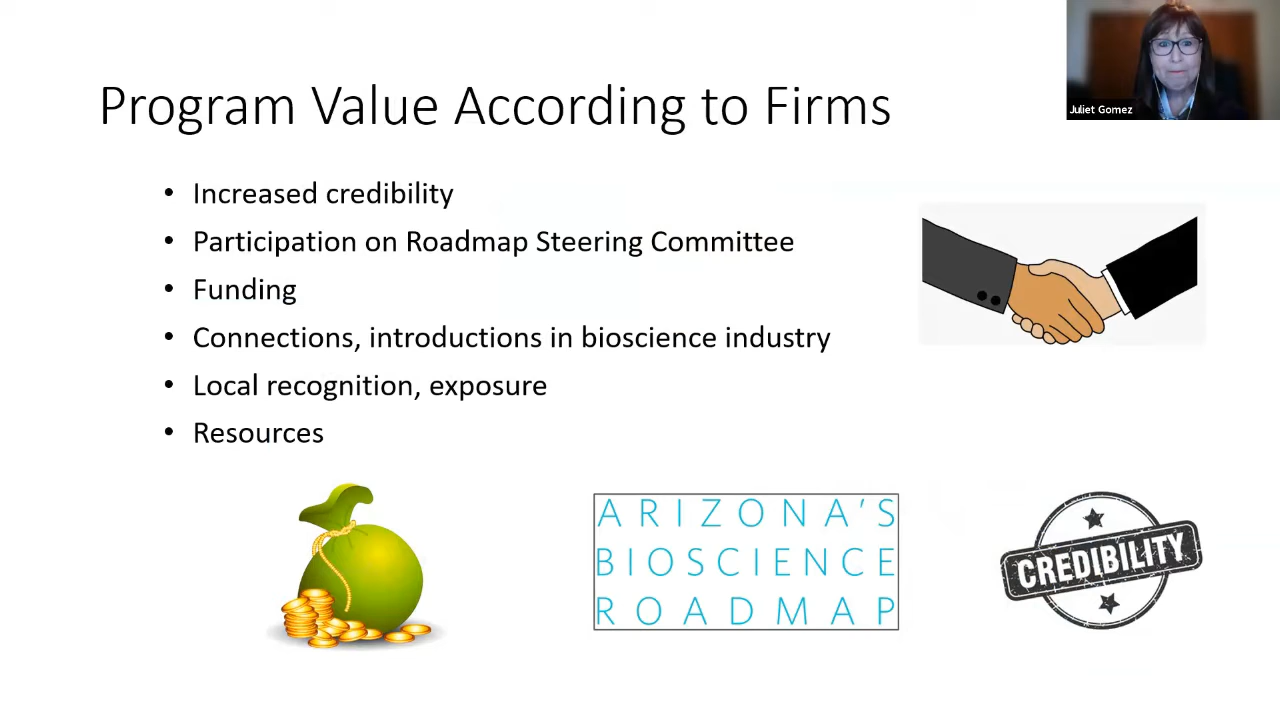 Juliet Gomez
Program Value According to Firms
• Increased credibility
• Participation on Roadmap Steering Committee
• Funding
• Connections, introductions in bioscience industry
• Local recognition, exposure
• Resources
ARIZONA'S
BIOSCIENCE
ROADMAP
CREDIBILITY